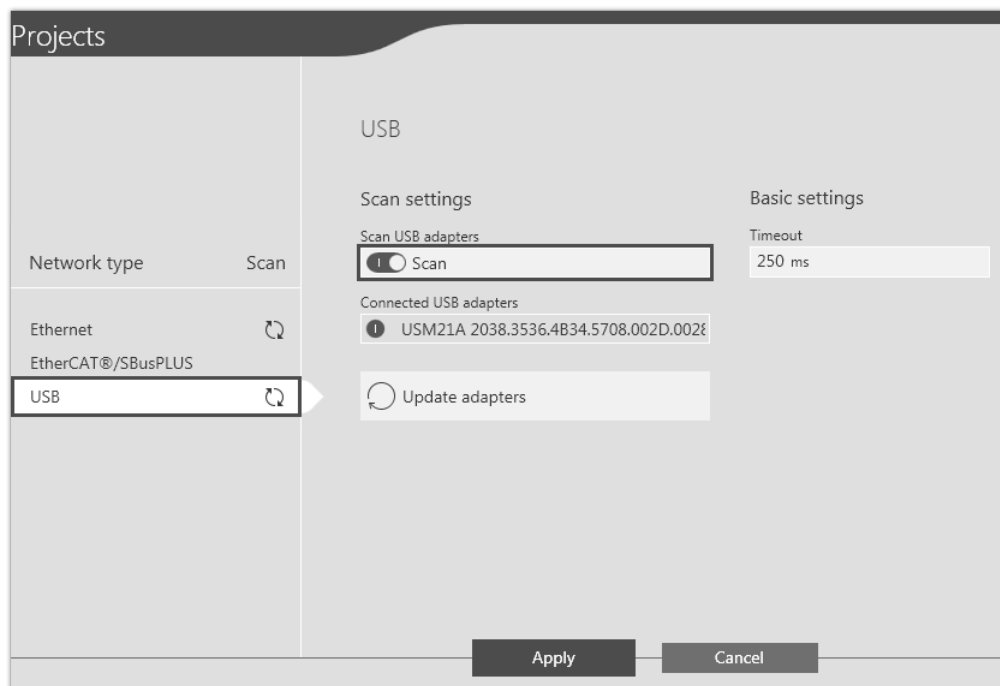 Projects
USB
Scan settings
Basic settings
Scan USB adapters
Timeout
Network type Scan
Scan
250 ms
Connected USB adapters
Ethernet
USM21A 2038.3536.4B34.5708.002D.0028
EtherCAT®/SBusPLUS
USB
Update adapters
Apply
Cancel